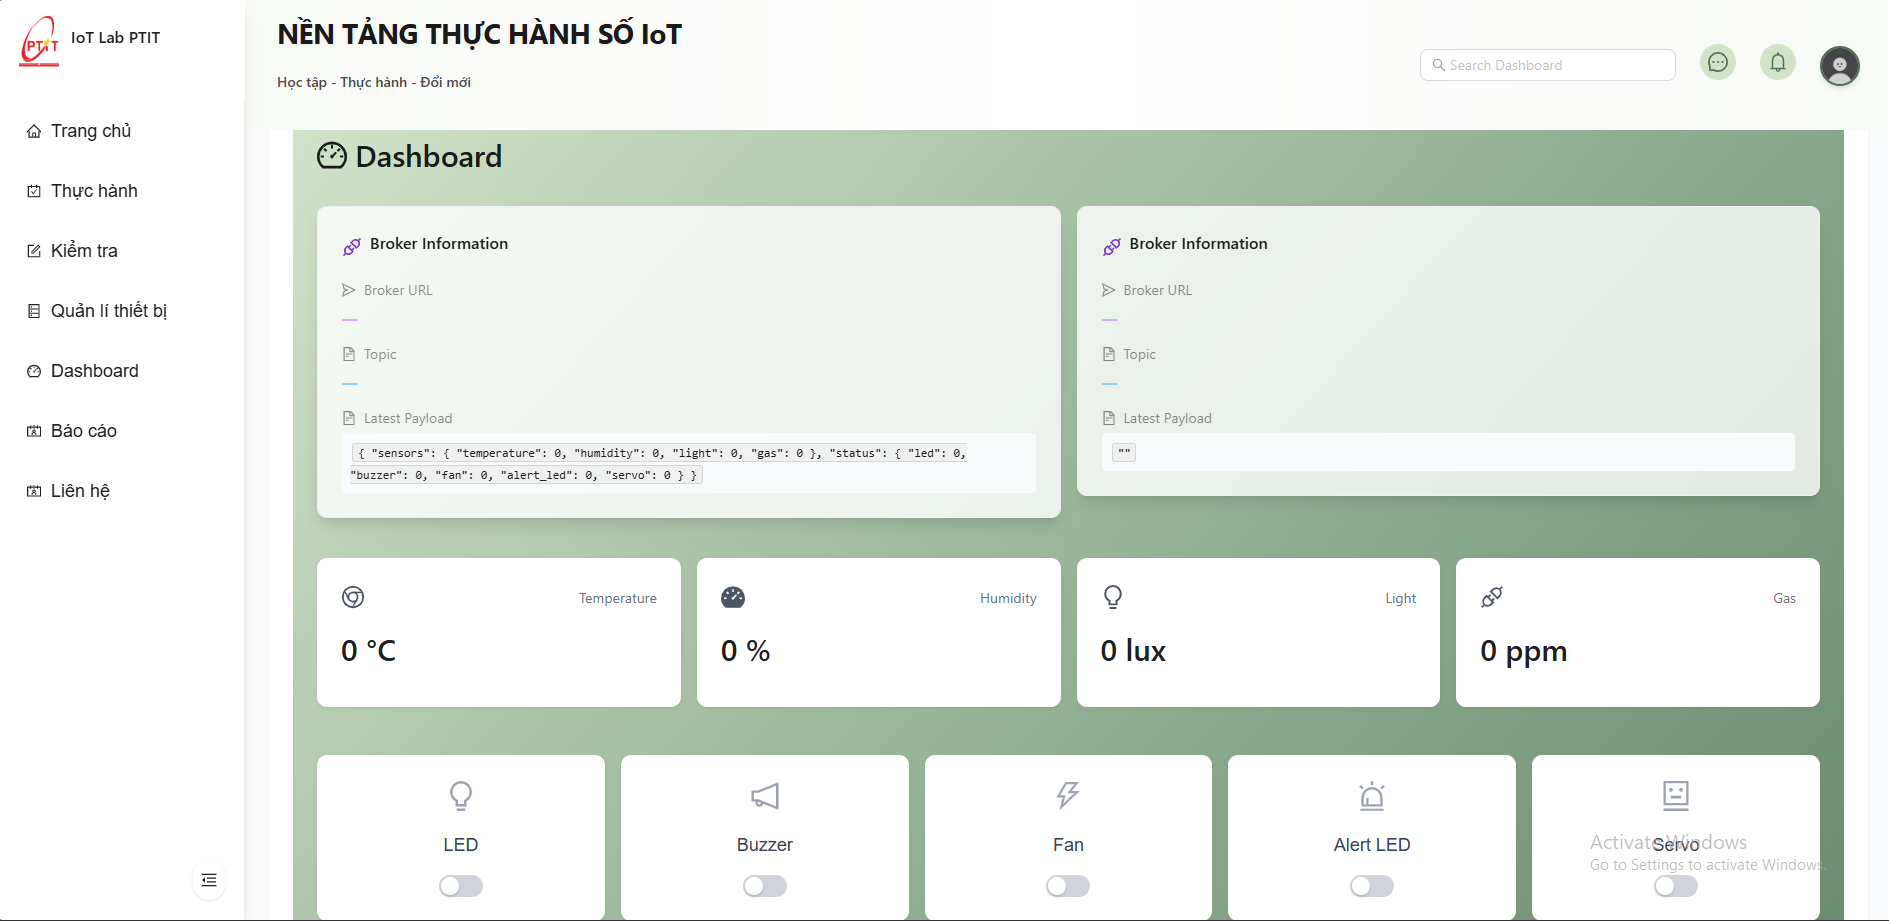 PTIT
IoT Lab PTIT
Trang chủ
Thực hành
Kiểm tra
Quản lí thiết bị
Dashboard
Báo cáo
Liên hệ
NỀN TẢNG THỰC HÀNH SỐ IoT
Học tập - Thực hành - Đổi mới
Search Dashboard
Dashboard
Broker Information
Broker URL
—
Topic
—
Latest Payload
{ "sensors": { "temperature": 0, "humidity": 0, "light": 0, "gas": 0 }, "status": { "led": 0,
"buzzer": 0, "fan": 0, "alert_led": 0, "servo": 0 } }
Broker Information
Broker URL
—
Topic
—
Latest Payload
""
Temperature
0 °C
Humidity
0 %
Light
0 lux
Gas
0 ppm
LED
Buzzer
Fan
Alert LED
Servo
Activate Windows
Go to Settings to activate Windows.